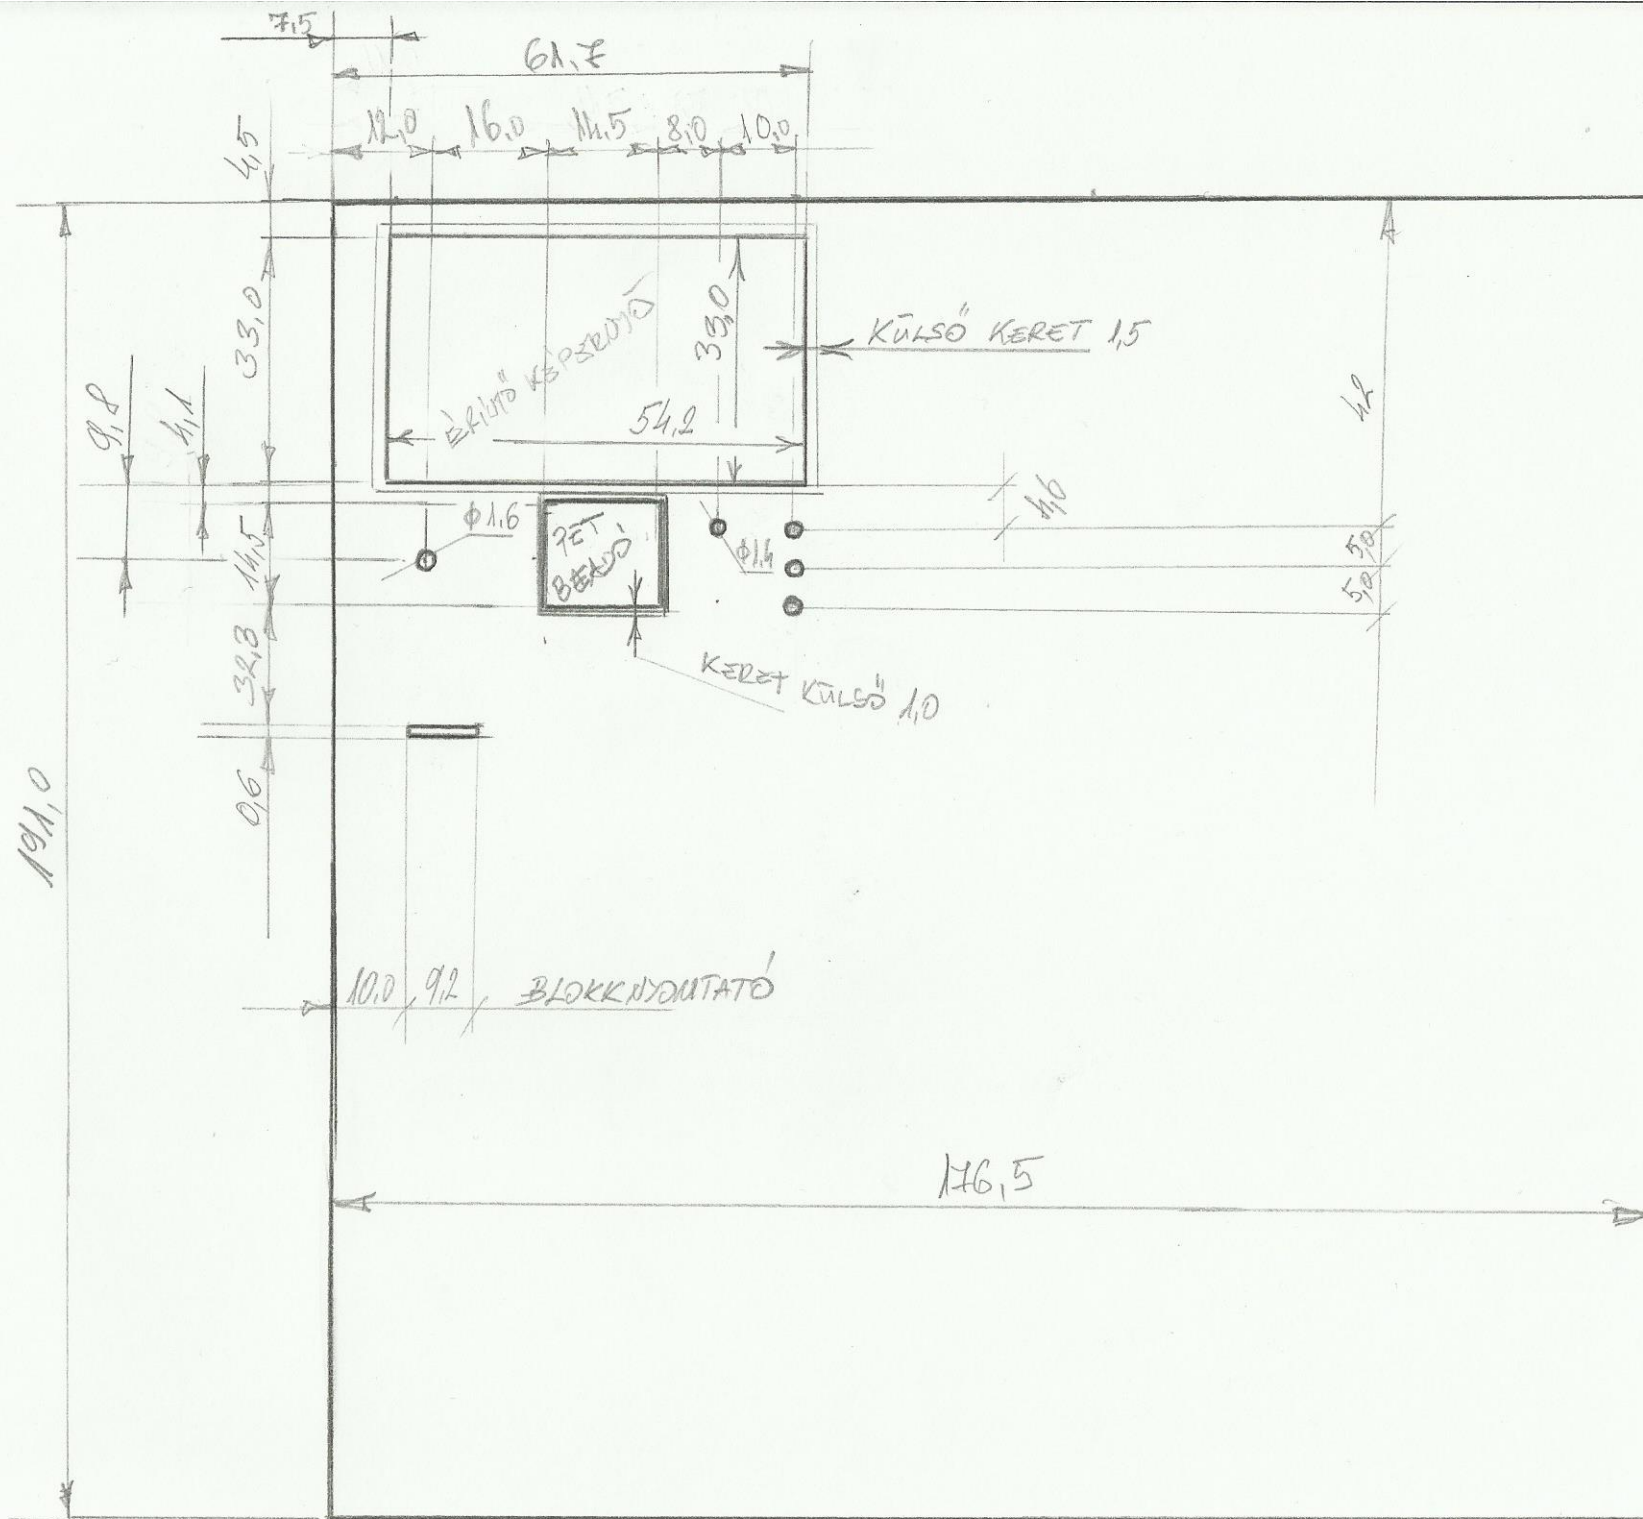 7,5
61,7
12,0 16,0 14,5 8,0 10,0
4,5
33,0
ÉRINTŐ KÉPERNYŐ
33,0
KÜLSŐ KERET 1,5
54,2
42
9,8
4,1
4,6
φ1,6
PET
BEADÓ
φ1,4
5,0
5,0
14,5
32,3
KERET KÜLSŐ 1,0
0,6
191,0
10,0 9,2 BLOKKNYOMTATÓ
176,5